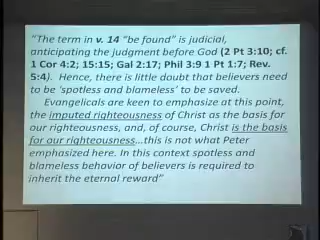 "The term in v. 14 "be found" is judicial,
anticipating the judgment before God (2 Pt 3:10; cf.
1 Cor 4:2; 15:15; Gal 2:17; Phil 3:9 1 Pt 1:7; Rev.
5:4). Hence, there is little doubt that believers need
to be 'spotless and blameless' to be saved.
Evangelicals are keen to emphasize at this point,
the imputed righteousness of Christ as the basis for
our righteousness, and, of course, Christ is the basis
for our righteousness...this is not what Peter
emphasized here. In this context spotless and
blameless behavior of believers is required to
inherit the eternal reward"